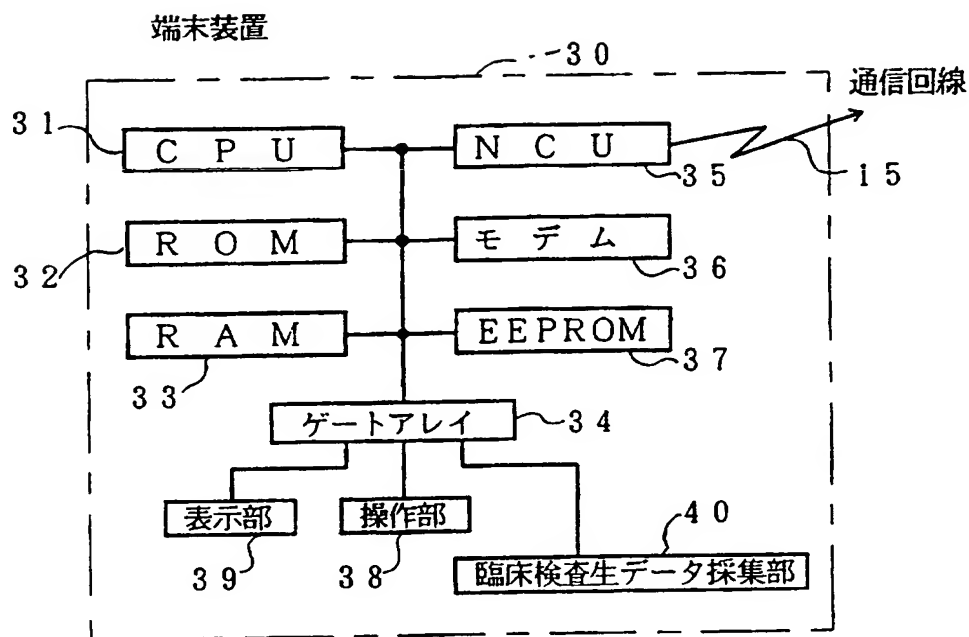 端末装置
30
通信回線
31
CPU
NCU
35
15
ROM
モデム
32
36
RAM
EEPROM
33
37
ゲートアレイ
34
表示部
操作部
40
39
38
臨床検査生データ採集部